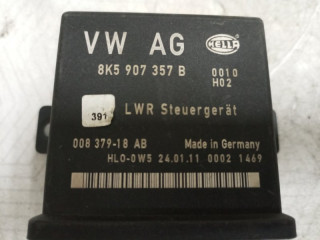 VW AG
HELLA
8K5 907 357 B
0010
H02
391
LWR Steuergerät
008 379-18 AB
Made in Germany
HLO-0W5 24.01.11 0002 1469